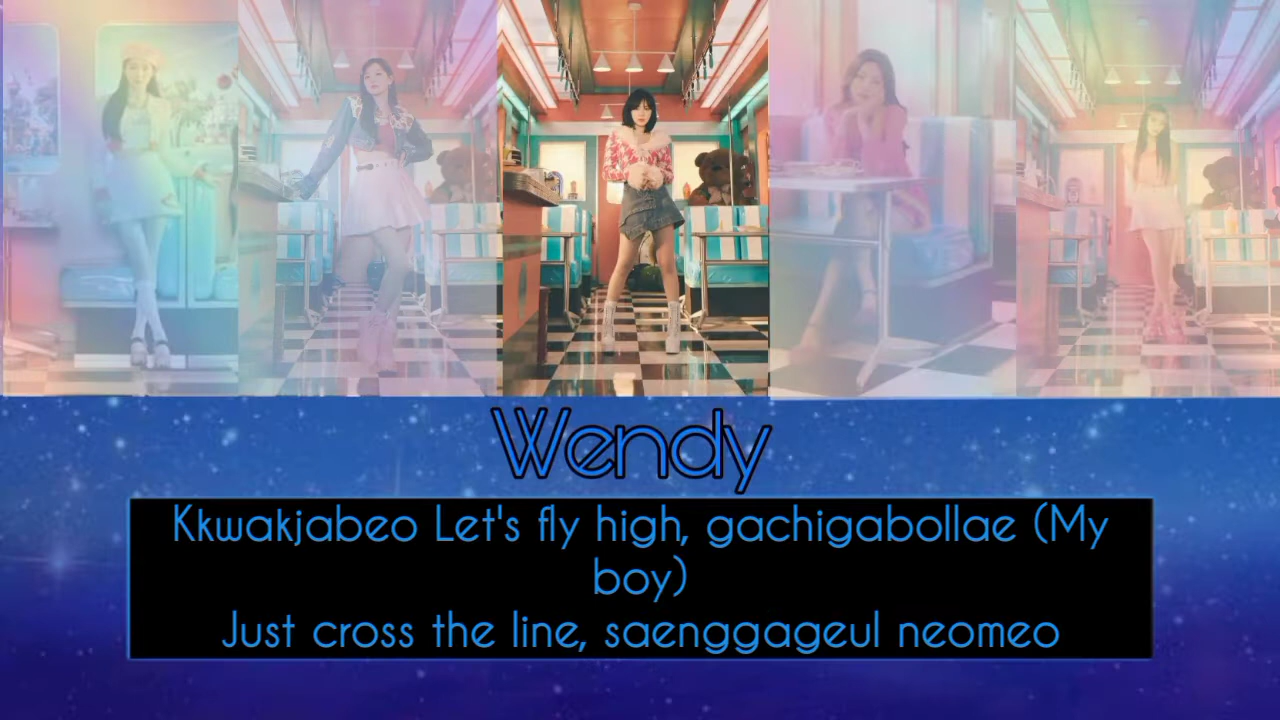 Wendy
Kkwakjabeo Let's fly high, gachigabollae (My
boy)
Just cross the line, saenggageul neomeo